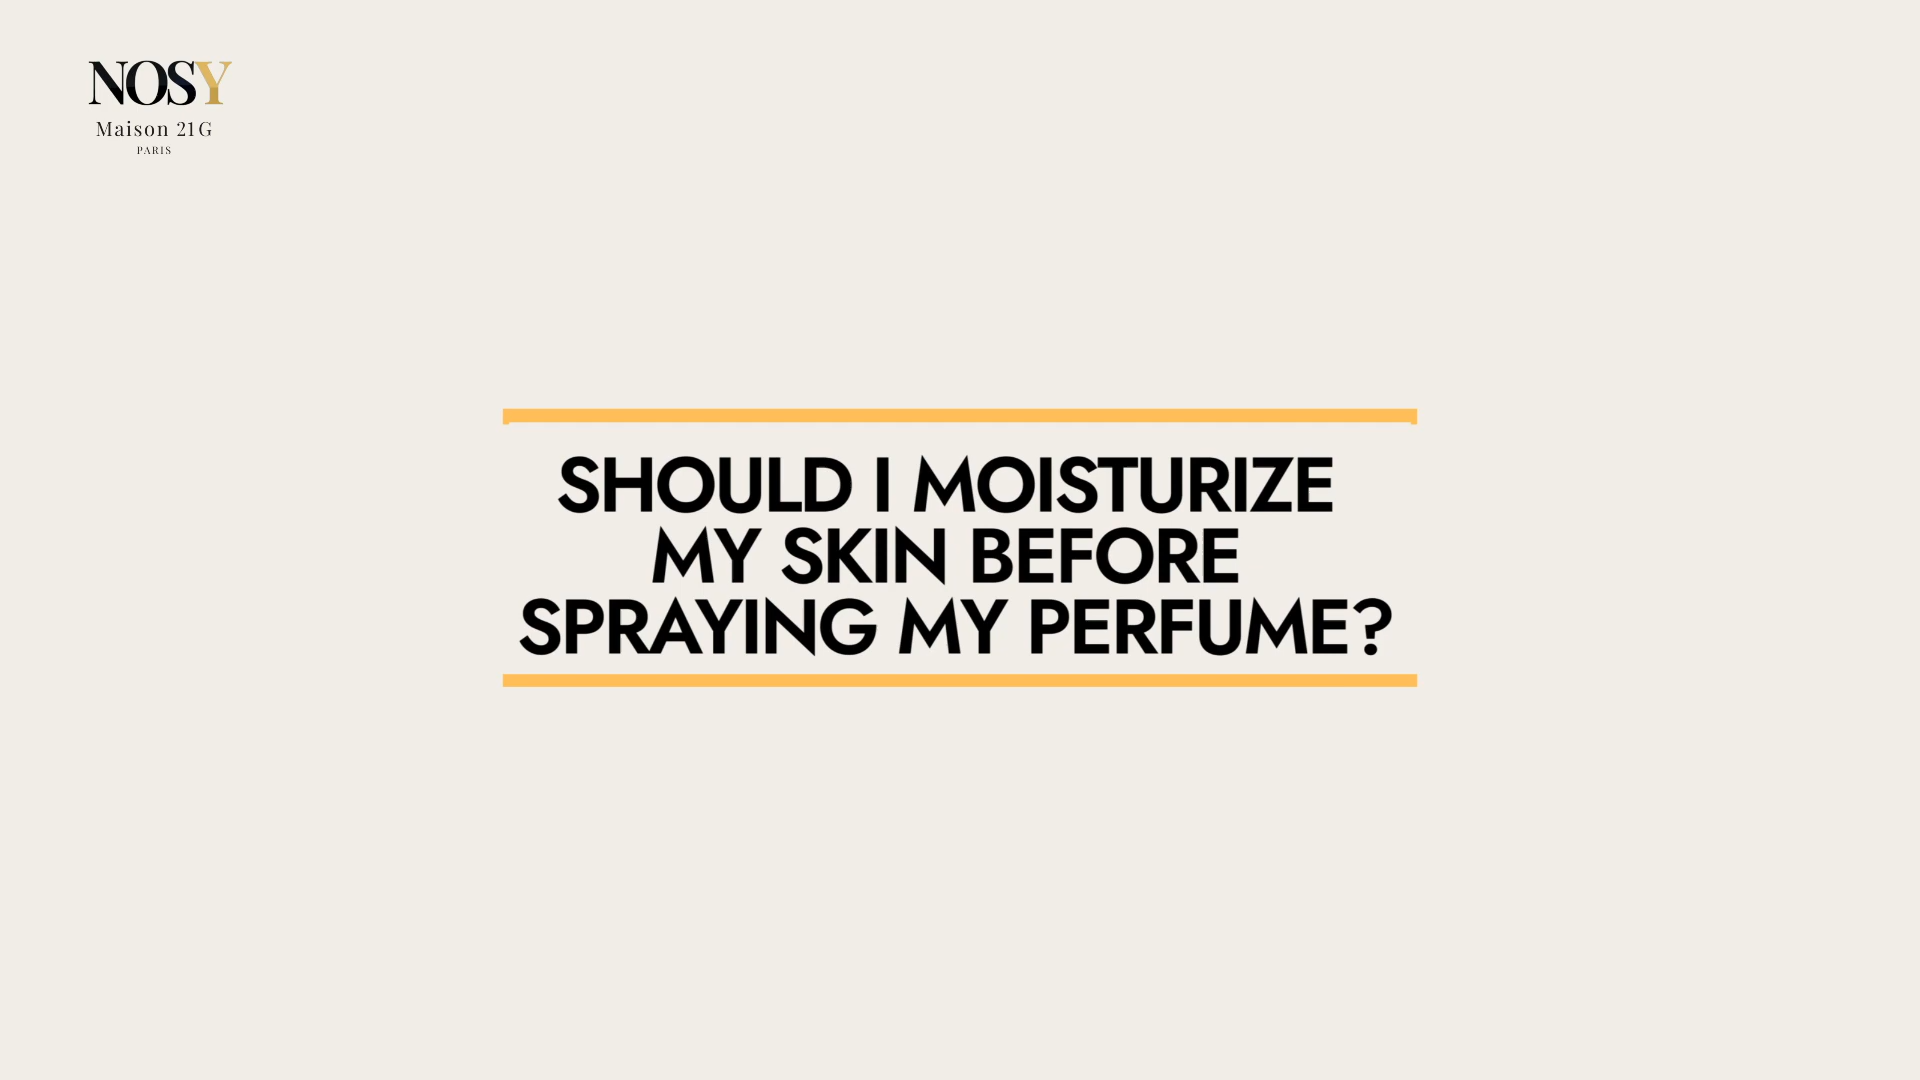 NOSY
Maison 21G
PARIS
SHOULD I MOISTURIZE
MY SKIN BEFORE
SPRAYING MY PERFUME?